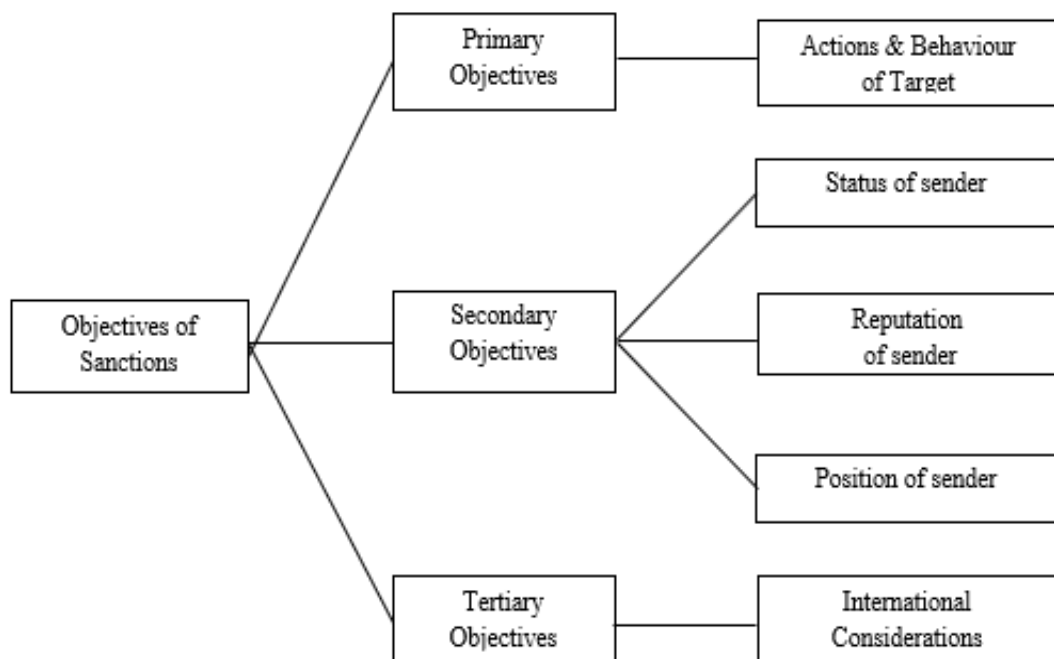 Primary
Objectives
Actions & Behaviour
of Target
Status of sender
Objectives of
Sanctions
Secondary
Objectives
Reputation
of sender
Position of sender
Tertiary
Objectives
International
Considerations